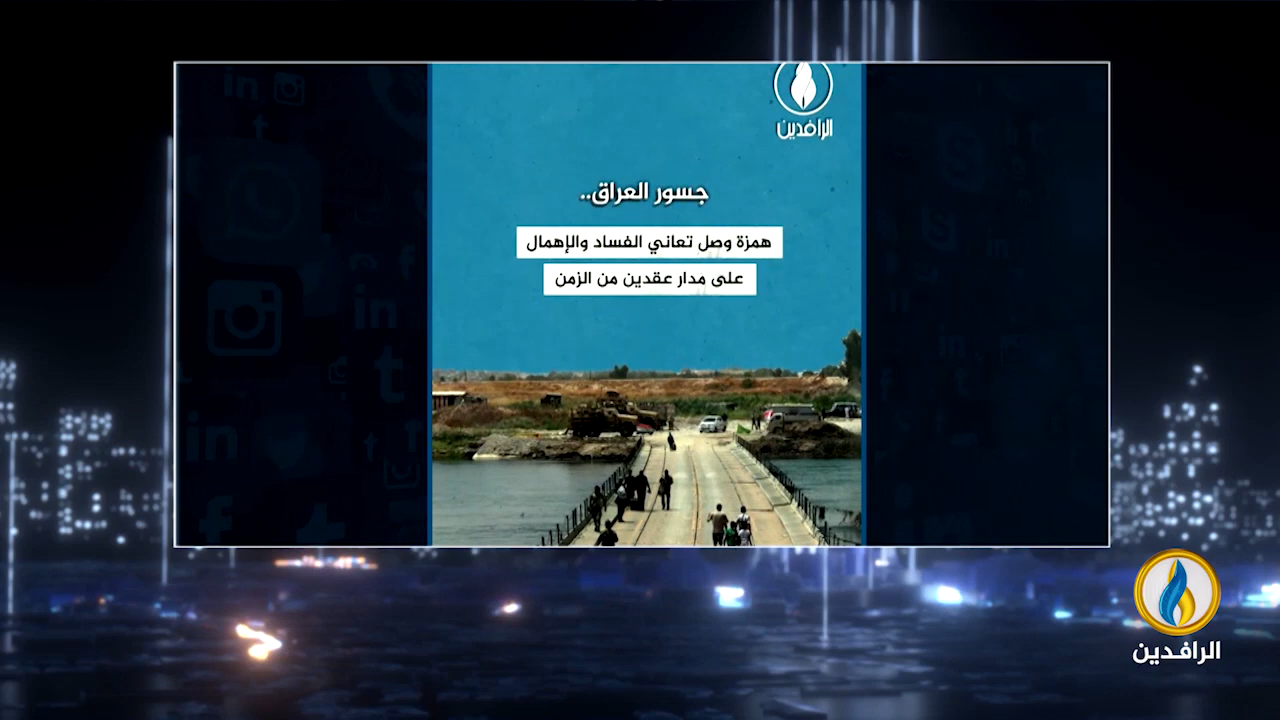 الرافدين
جسور العراق..
همزة وصل تعاني الفساد والإهمال
على مدار عقدين من الزمن
الرافدين